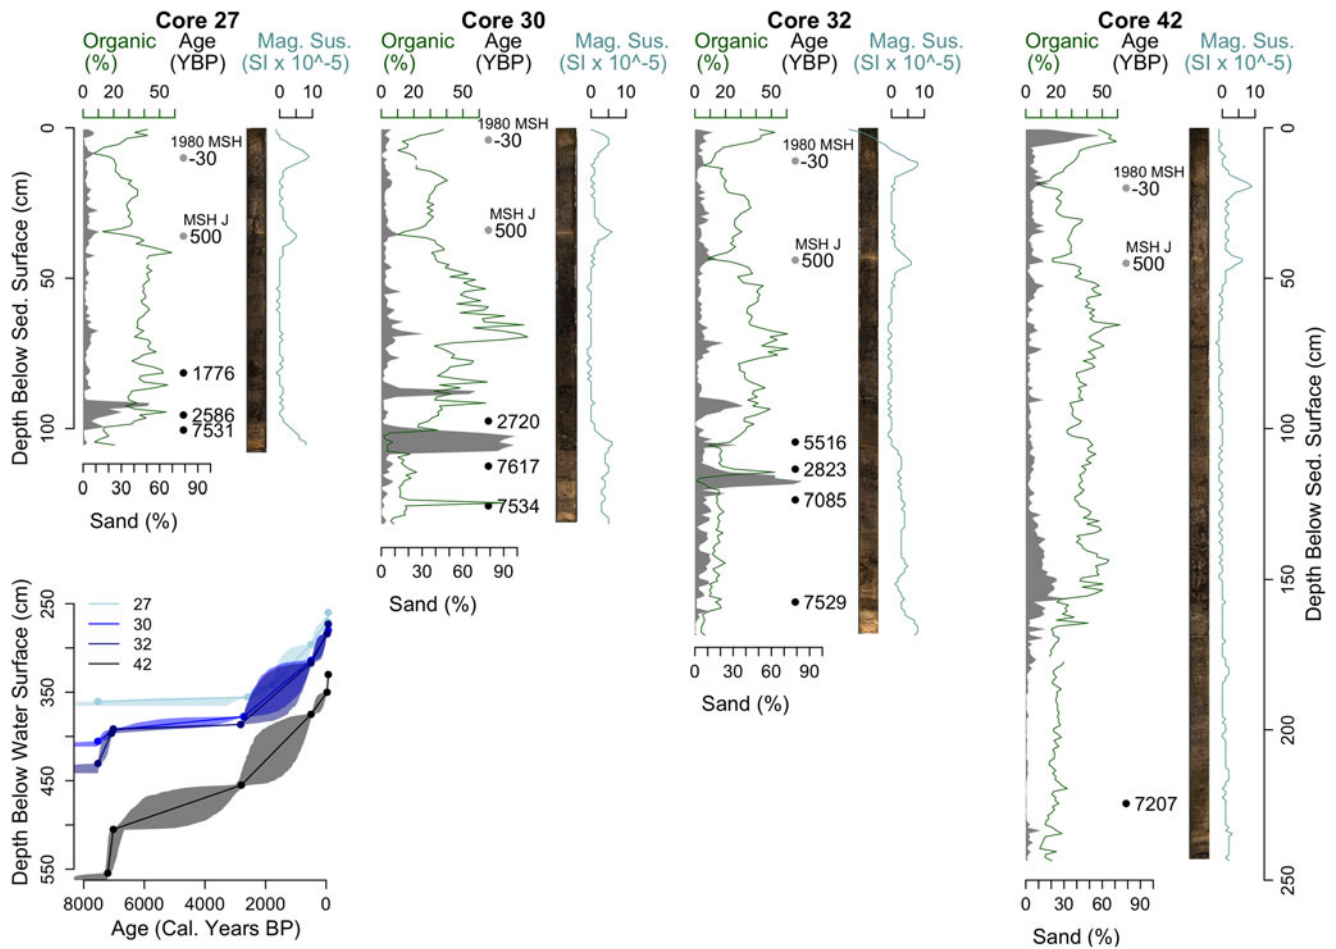 Core 27
Organic (%)
Age (YBP)
Mag. Sus. (SI x 10^-5)
0 20 50
0 10
1980 MSH
-30
MSH J
500
1776
2586
7531
0 30 60 90
Sand (%)
Depth Below Sed. Surface (cm)
0
50
100
Core 30
Organic (%)
Age (YBP)
Mag. Sus. (SI x 10^-5)
0 20 50
0 10
1980 MSH
-30
MSH J
500
2720
7617
7534
0 30 60 90
Sand (%)
Core 32
Organic (%)
Age (YBP)
Mag. Sus. (SI x 10^-5)
0 20 50
0 10
1980 MSH
-30
MSH J
500
5516
2823
7085
7529
0 30 60 90
Sand (%)
Core 42
Organic (%)
Age (YBP)
Mag. Sus. (SI x 10^-5)
0 20 50
0 10
1980 MSH
-30
MSH J
500
7207
0 30 60 90
Sand (%)
Depth Below Sed. Surface (cm)
0
50
100
150
200
250
27
30
32
42
Depth Below Water Surface (cm)
250
350
450
550
8000 6000 4000 2000 0
Age (Cal. Years BP)